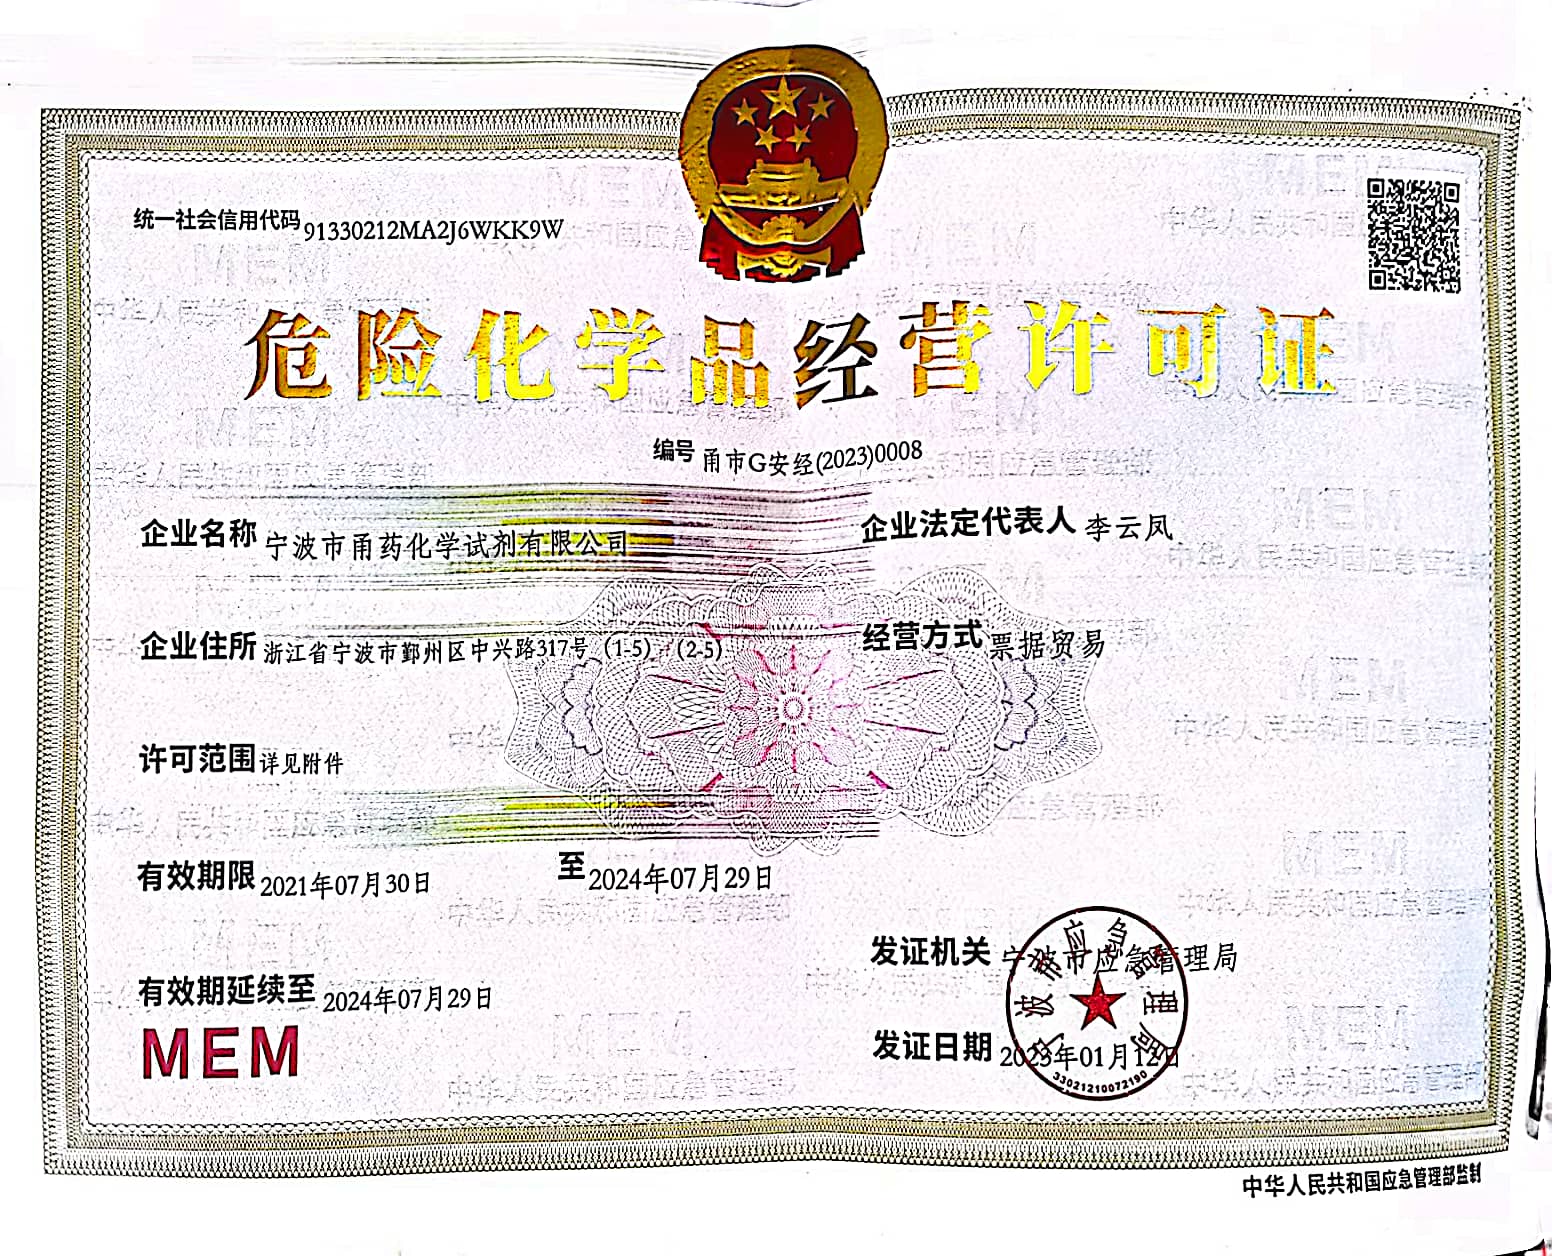 统一社会信用代码 91330212MA2J6WKK9W
危险化学品经营许可证
编号 甬市G安经(2023)0008
企业名称 宁波市甬药化学试剂有限公司
企业法定代表人 李云凤
企业住所 浙江省宁波市鄞州区中兴路317号 (1-5) (2-5)
经营方式 票据贸易
许可范围 详见附件
有效期限 2021年07月30日 至 2024年07月29日
发证机关 宁波市应急管理局
有效期延续至 2024年07月29日
发证日期 2023年01月12日
MEM
宁波市应急管理局
33021210072190
中华人民共和国应急管理部监制